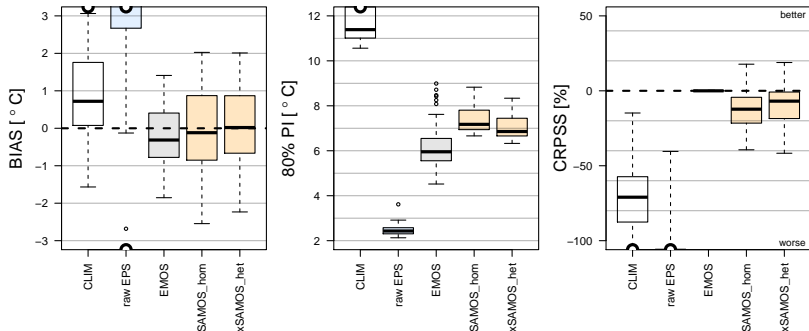 BIAS [ ° C]
3
2
1
0
−1
−2
−3
CLIM
raw EPS
EMOS
SAMOS_hom
xSAMOS_het
80% PI [ ° C]
12
10
8
6
4
2
CLIM
raw EPS
EMOS
SAMOS_hom
xSAMOS_het
CRPSS [%]
50
0
−50
−100
better
worse
CLIM
raw EPS
EMOS
SAMOS_hom
xSAMOS_het